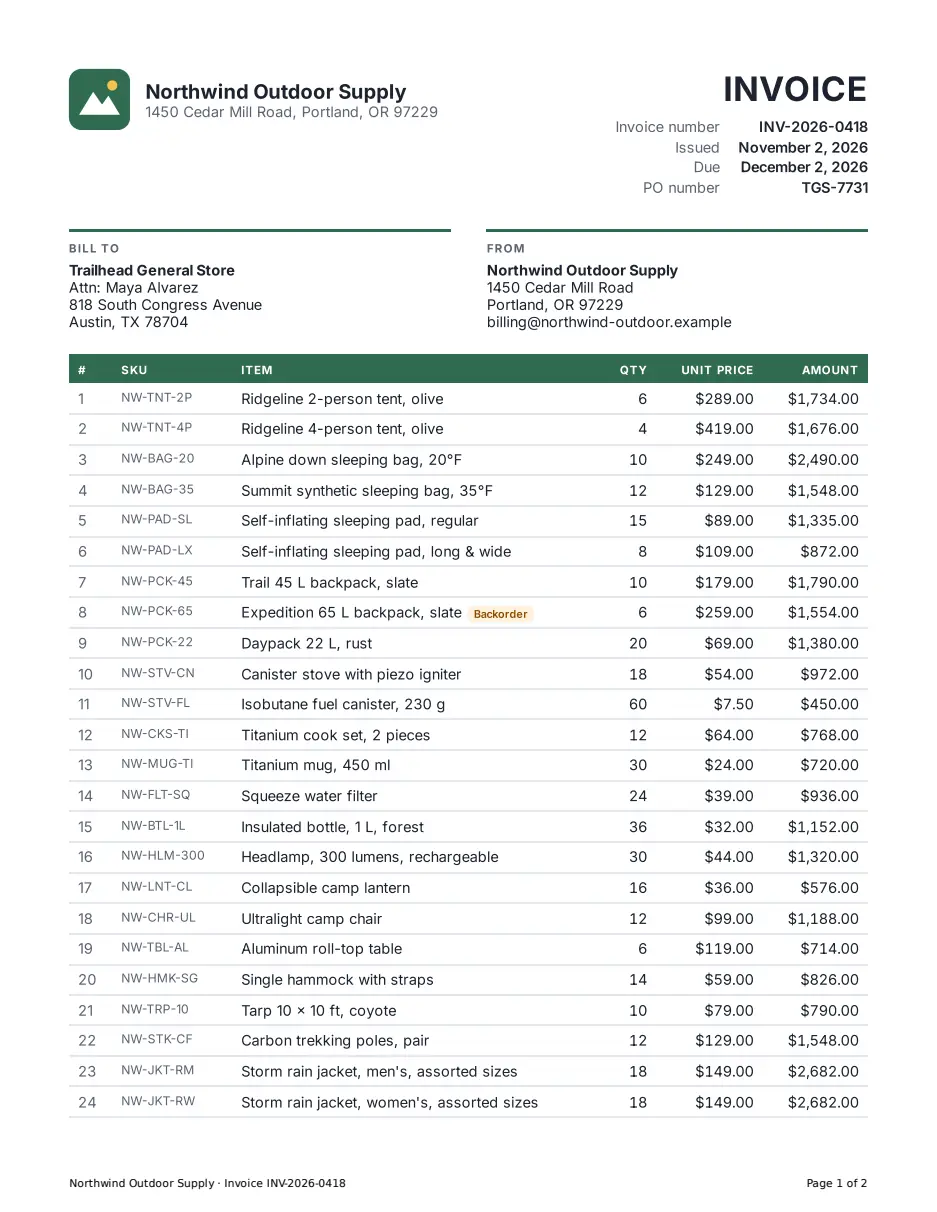 Northwind Outdoor Supply
1450 Cedar Mill Road, Portland, OR 97229
INVOICE
Invoice number INV-2026-0418
Issued November 2, 2026
Due December 2, 2026
PO number TGS-7731
BILL TO
Trailhead General Store
Attn: Maya Alvarez
818 South Congress Avenue
Austin, TX 78704
FROM
Northwind Outdoor Supply
1450 Cedar Mill Road
Portland, OR 97229
billing@northwind-outdoor.example
# SKU ITEM QTY UNIT PRICE AMOUNT
1 NW-TNT-2P Ridgeline 2-person tent, olive 6 $289.00 $1,734.00
2 NW-TNT-4P Ridgeline 4-person tent, olive 4 $419.00 $1,676.00
3 NW-BAG-20 Alpine down sleeping bag, 20°F 10 $249.00 $2,490.00
4 NW-BAG-35 Summit synthetic sleeping bag, 35°F 12 $129.00 $1,548.00
5 NW-PAD-SL Self-inflating sleeping pad, regular 15 $89.00 $1,335.00
6 NW-PAD-LX Self-inflating sleeping pad, long & wide 8 $109.00 $872.00
7 NW-PCK-45 Trail 45 L backpack, slate 10 $179.00 $1,790.00
8 NW-PCK-65 Expedition 65 L backpack, slate Backorder 6 $259.00 $1,554.00
9 NW-PCK-22 Daypack 22 L, rust 20 $69.00 $1,380.00
10 NW-STV-CN Canister stove with piezo igniter 18 $54.00 $972.00
11 NW-STV-FL Isobutane fuel canister, 230 g 60 $7.50 $450.00
12 NW-CKS-TI Titanium cook set, 2 pieces 12 $64.00 $768.00
13 NW-MUG-TI Titanium mug, 450 ml 30 $24.00 $720.00
14 NW-FLT-SQ Squeeze water filter 24 $39.00 $936.00
15 NW-BTL-1L Insulated bottle, 1 L, forest 36 $32.00 $1,152.00
16 NW-HLM-300 Headlamp, 300 lumens, rechargeable 30 $44.00 $1,320.00
17 NW-LNT-CL Collapsible camp lantern 16 $36.00 $576.00
18 NW-CHR-UL Ultralight camp chair 12 $99.00 $1,188.00
19 NW-TBL-AL Aluminum roll-top table 6 $119.00 $714.00
20 NW-HMK-SG Single hammock with straps 14 $59.00 $826.00
21 NW-TRP-10 Tarp 10 × 10 ft, coyote 10 $79.00 $790.00
22 NW-STK-CF Carbon trekking poles, pair 12 $129.00 $1,548.00
23 NW-JKT-RM Storm rain jacket, men's, assorted sizes 18 $149.00 $2,682.00
24 NW-JKT-RW Storm rain jacket, women's, assorted sizes 18 $149.00 $2,682.00
Northwind Outdoor Supply · Invoice INV-2026-0418 Page 1 of 2